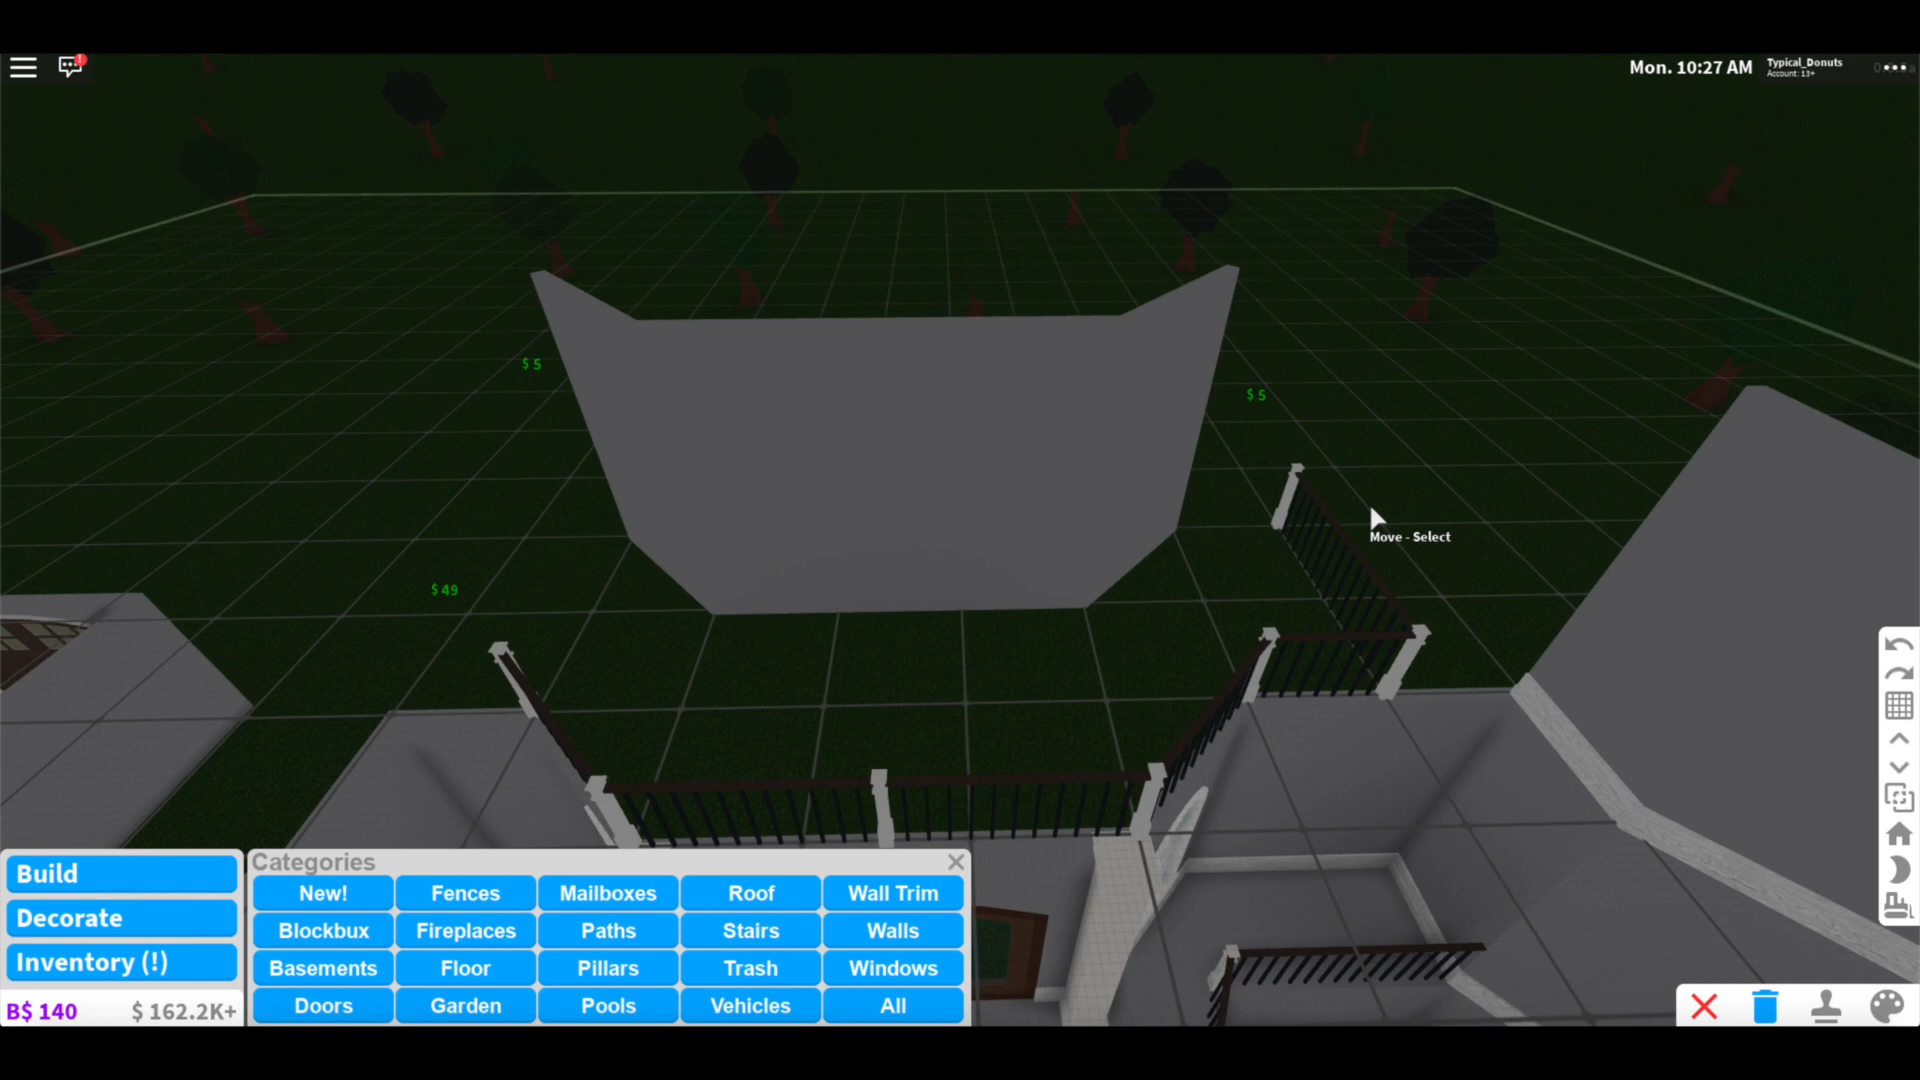 Mon. 10:27 AM
Typical_Donuts
Account: 13+
$ 5
$ 5
Move - Select
$ 49
Build
Decorate
Inventory (!)
B$ 140
$ 162.2K+
Categories
New!
Fences
Mailboxes
Roof
Wall Trim
Blockbux
Fireplaces
Paths
Stairs
Walls
Basements
Floor
Pillars
Trash
Windows
Doors
Garden
Pools
Vehicles
All